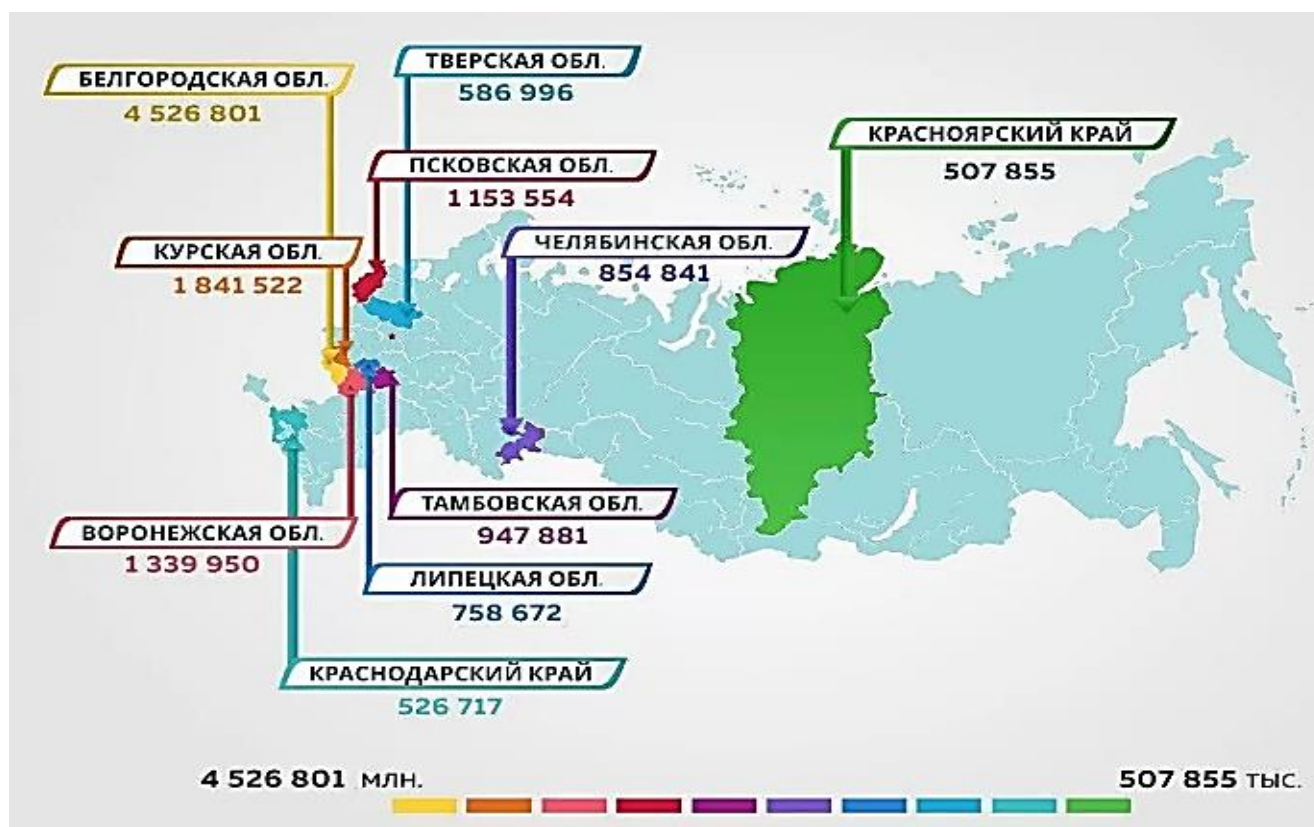 ТВЕРСКАЯ ОБЛ.
586 996
БЕЛГОРОДСКАЯ ОБЛ.
4 526 801
КРАСНОЯРСКИЙ КРАЙ
507 855
ПСКОВСКАЯ ОБЛ.
1 153 554
КУРСКАЯ ОБЛ.
1 841 522
ЧЕЛЯБИНСКАЯ ОБЛ.
854 841
ТАМБОВСКАЯ ОБЛ.
947 881
ВОРОНЕЖСКАЯ ОБЛ.
1 339 950
ЛИПЕЦКАЯ ОБЛ.
758 672
КРАСНОДАРСКИЙ КРАЙ
526 717
4 526 801 МЛН.
507 855 ТЫС.